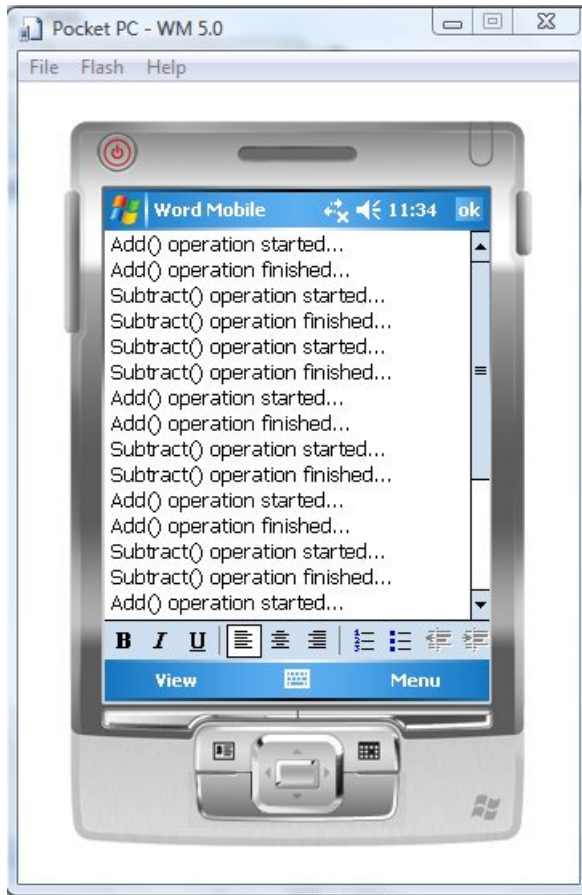 Pocket PC - WM 5.0
File Flash Help
Word Mobile 11:34 ok
Add() operation started...
Add() operation finished...
Subtract() operation started...
Subtract() operation finished...
Subtract() operation started...
Subtract() operation finished...
Add() operation started...
Add() operation finished...
Subtract() operation started...
Subtract() operation finished...
Add() operation started...
Add() operation finished...
Subtract() operation started...
Subtract() operation finished...
Add() operation started...
B I U
View Menu